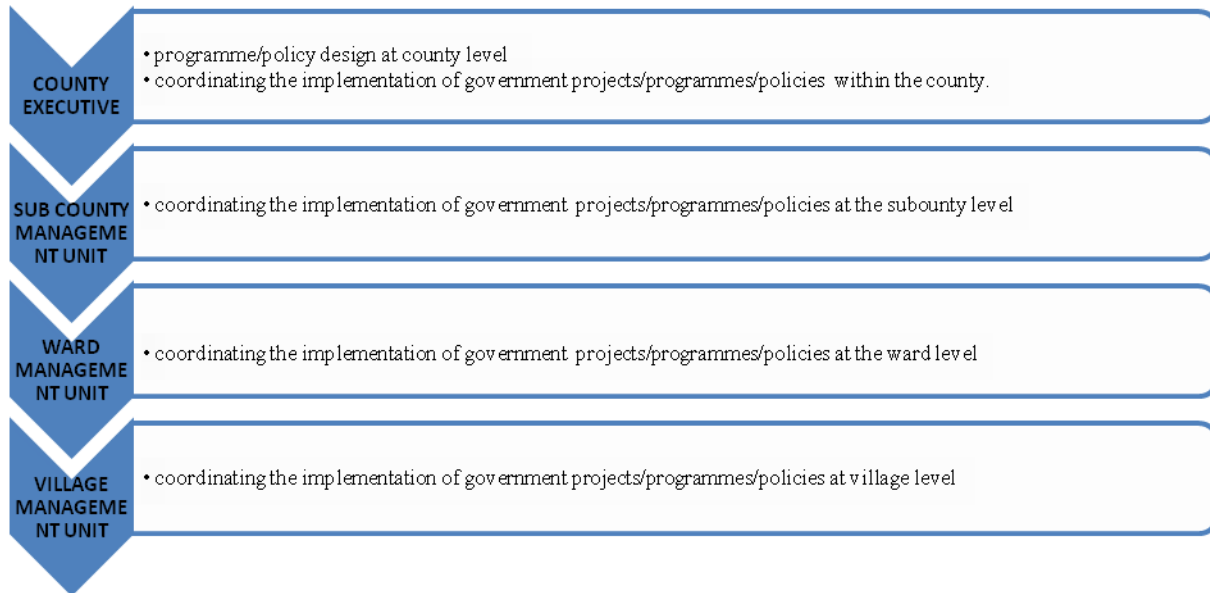 COUNTY
EXECUTIVE
• programme/policy design at county level
• coordinating the implementation of government projects/programmes/policies within the county.
SUB COUNTY
MANAGEME
NT UNIT
• coordinating the implementation of government projects/programmes/policies at the subounty level
WARD
MANAGEME
NT UNIT
• coordinating the implementation of government projects/programmes/policies at the ward level
VILLAGE
MANAGEME
NT UNIT
• coordinating the implementation of government projects/programmes/policies at village level